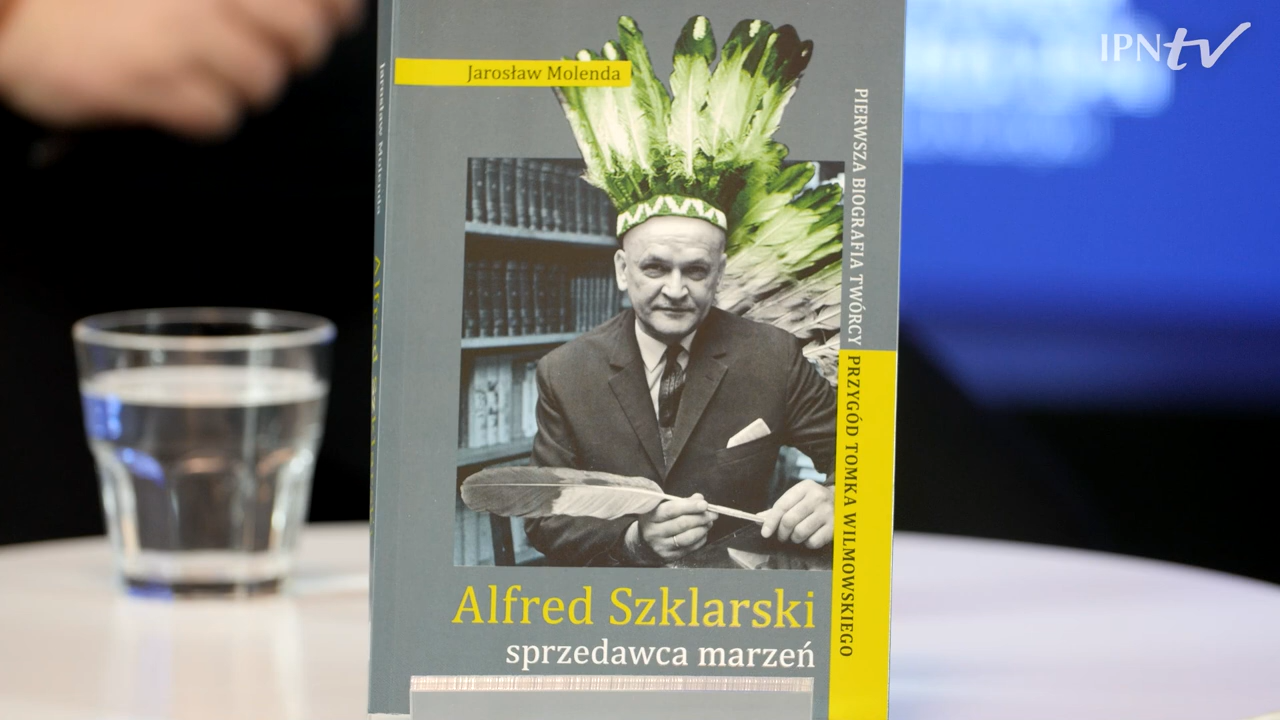 IPNtv
Jarosław Molenda
Jarosław Molenda
PIERWSZA BIOGRAFIA TWÓRCY PRZYGÓD TOMKA WILMOWSKIEGO
Alfred Szklarski
sprzedawca marzeń